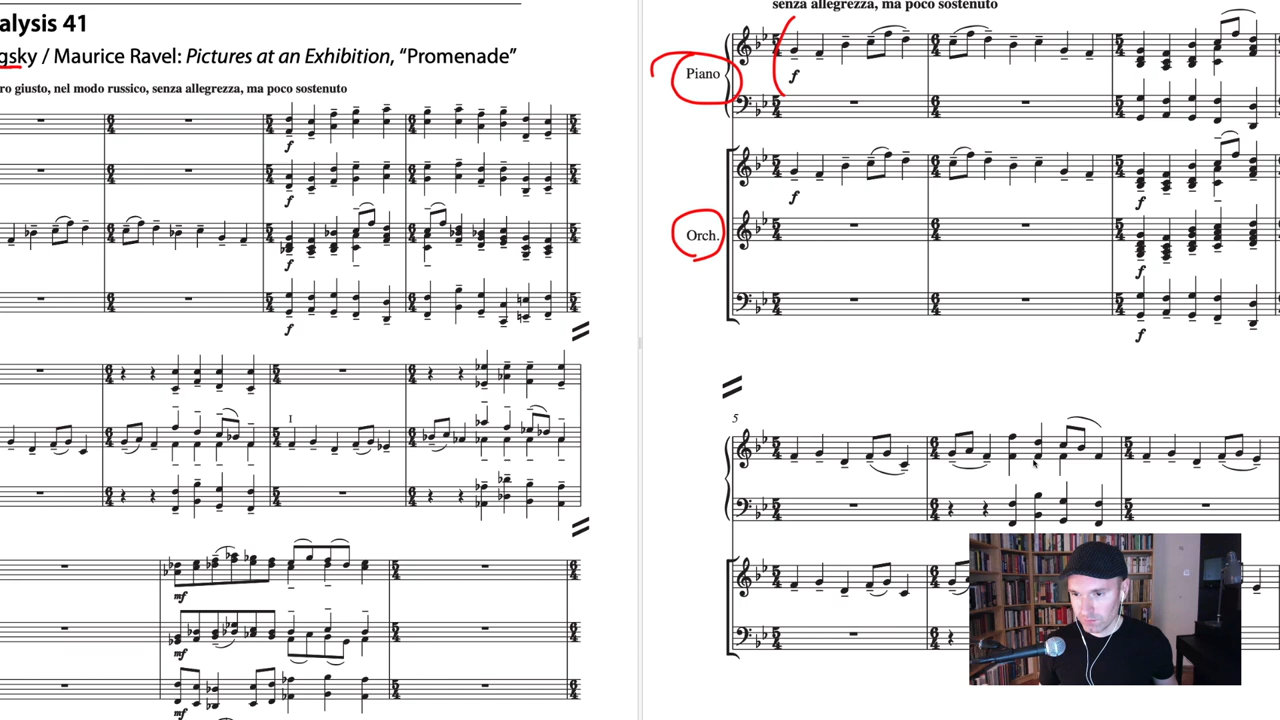 alysis 41
gsky / Maurice Ravel: Pictures at an Exhibition, “Promenade”
ro giusto, nel modo russico, senza allegrezza, ma poco sostenuto
f
f
f
I
mf
mf
senza allegrezza, ma poco sostenuto
Piano
f
Orch.
f
f
f
f
5